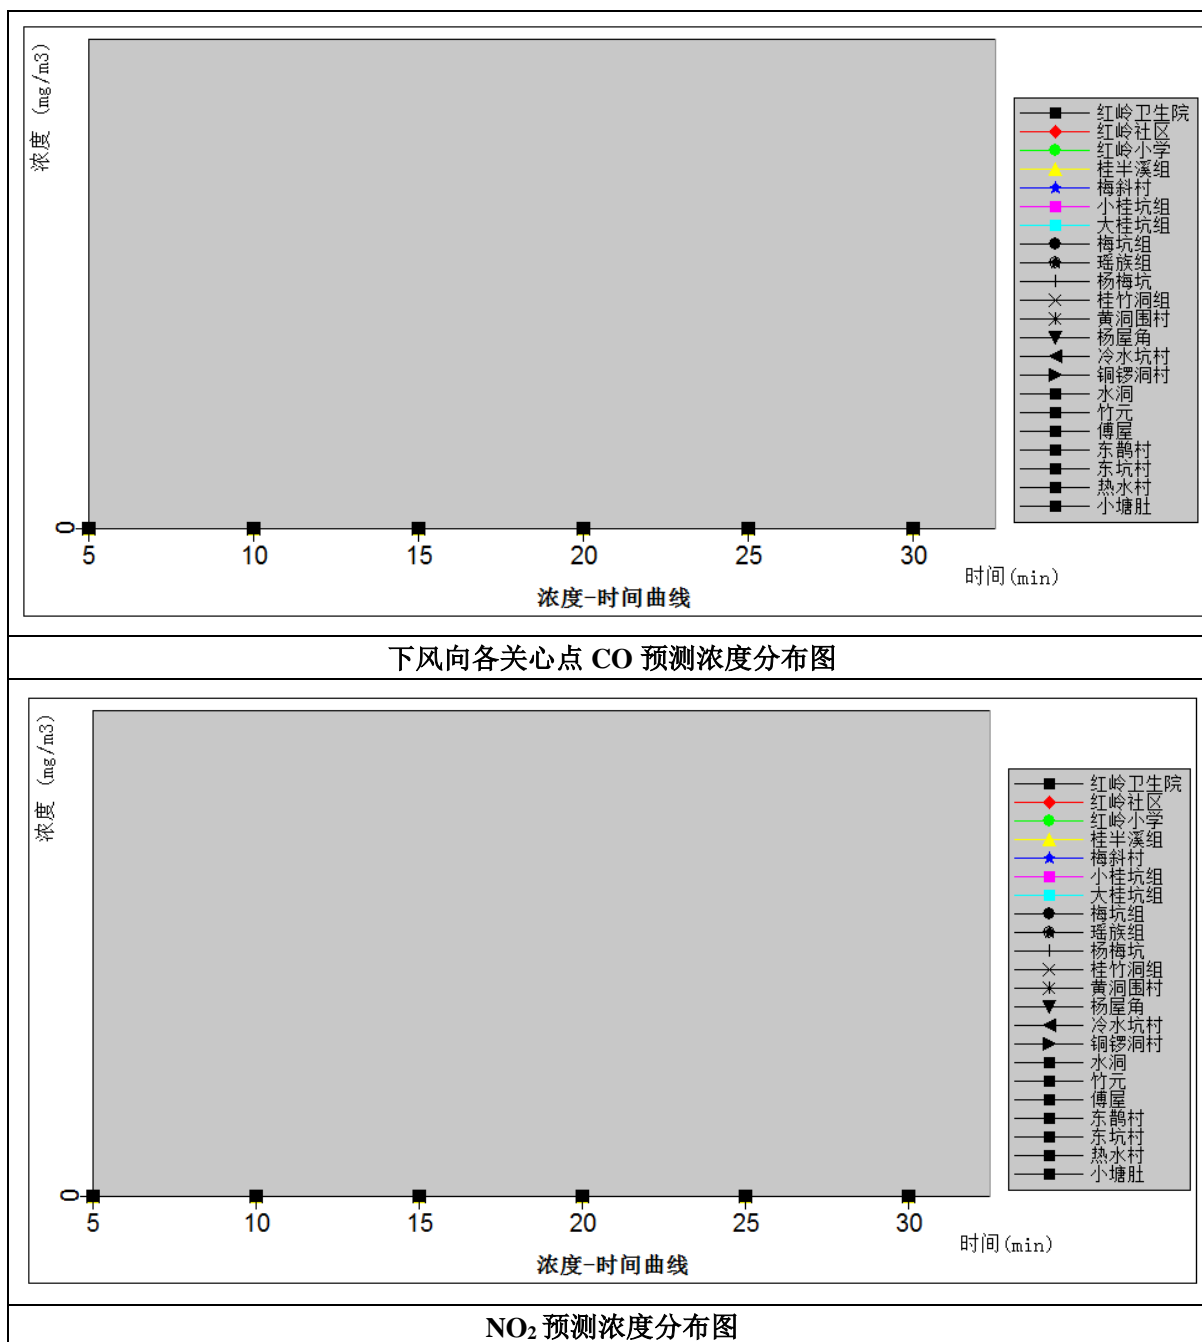 浓度 (mg/m3)
红岭卫生院
红岭社区
红岭小学
桂半溪组
梅斜村
小桂坑组
大桂坑组
梅坑组
瑶族组
杨梅坑
桂竹洞组
黄洞围村
杨屋角
冷水坑村
铜锣洞村
水洞
竹元
傅屋
东鹊村
东坑村
热水村
小塘肚
0
5 10 15 20 25 30
时间(min)
浓度-时间曲线
下风向各关心点 CO 预测浓度分布图
浓度 (mg/m3)
红岭卫生院
红岭社区
红岭小学
桂半溪组
梅斜村
小桂坑组
大桂坑组
梅坑组
瑶族组
杨梅坑
桂竹洞组
黄洞围村
杨屋角
冷水坑村
铜锣洞村
水洞
竹元
傅屋
东鹊村
东坑村
热水村
小塘肚
0
5 10 15 20 25 30
时间(min)
浓度-时间曲线
NO₂ 预测浓度分布图